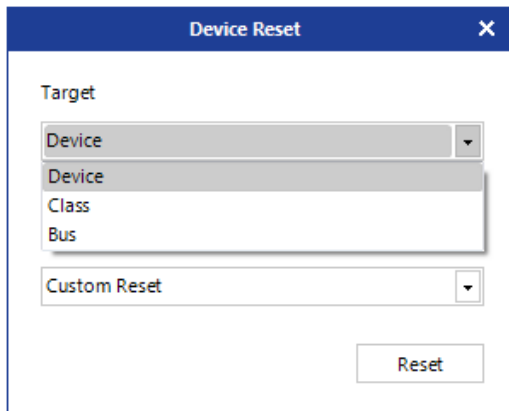 Device Reset
Target
Device
Device
Class
Bus
Custom Reset
Reset